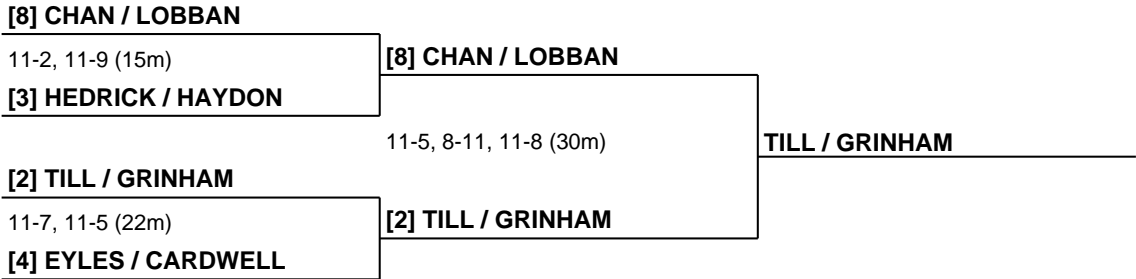 [8] CHAN / LOBBAN
11-2, 11-9 (15m)
[8] CHAN / LOBBAN
[3] HEDRICK / HAYDON
11-5, 8-11, 11-8 (30m)
TILL / GRINHAM
[2] TILL / GRINHAM
11-7, 11-5 (22m)
[2] TILL / GRINHAM
[4] EYLES / CARDWELL